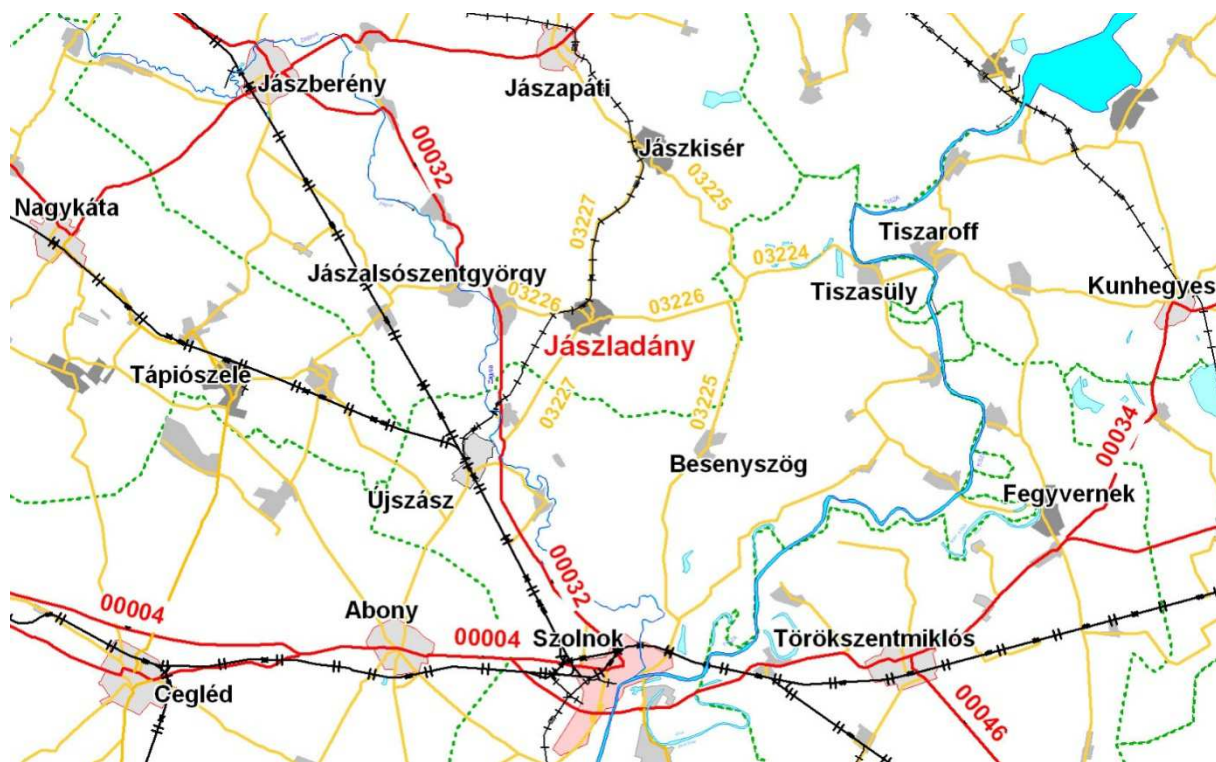 Jászberény
Jászapáti
00032
Jászkisér
03225
Nagykáta
03227
Tiszaroff
03224
Jászalsószentgyörgy
Tiszasüly
Kunhegyes
03226
03226
Jászladány
Tápiószele
03227
03225
00034
Besenyszög
Újszász
Fegyvernek
00032
00004
Abony
00004
Szolnok
Törökszentmiklós
Cegléd
00046